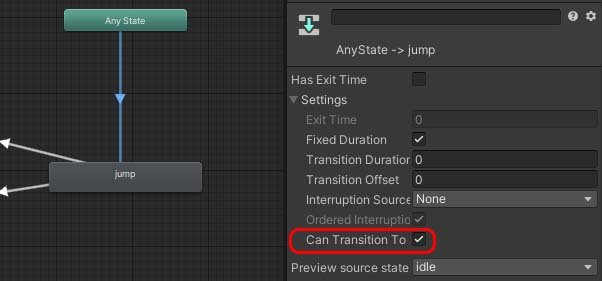 Any State
jump
AnyState -> jump
Has Exit Time
Settings
Exit Time 0
Fixed Duration
Transition Duration 0
Transition Offset 0
Interruption Source None
Ordered Interruptio
Can Transition To
Preview source state idle